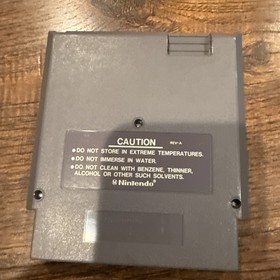 CAUTION REV-A
•DO NOT STORE IN EXTREME TEMPERATURES.
•DO NOT IMMERSE IN WATER.
•DO NOT CLEAN WITH BENZENE, THINNER,
ALCOHOL OR OTHER SUCH SOLVENTS.
Nintendo®